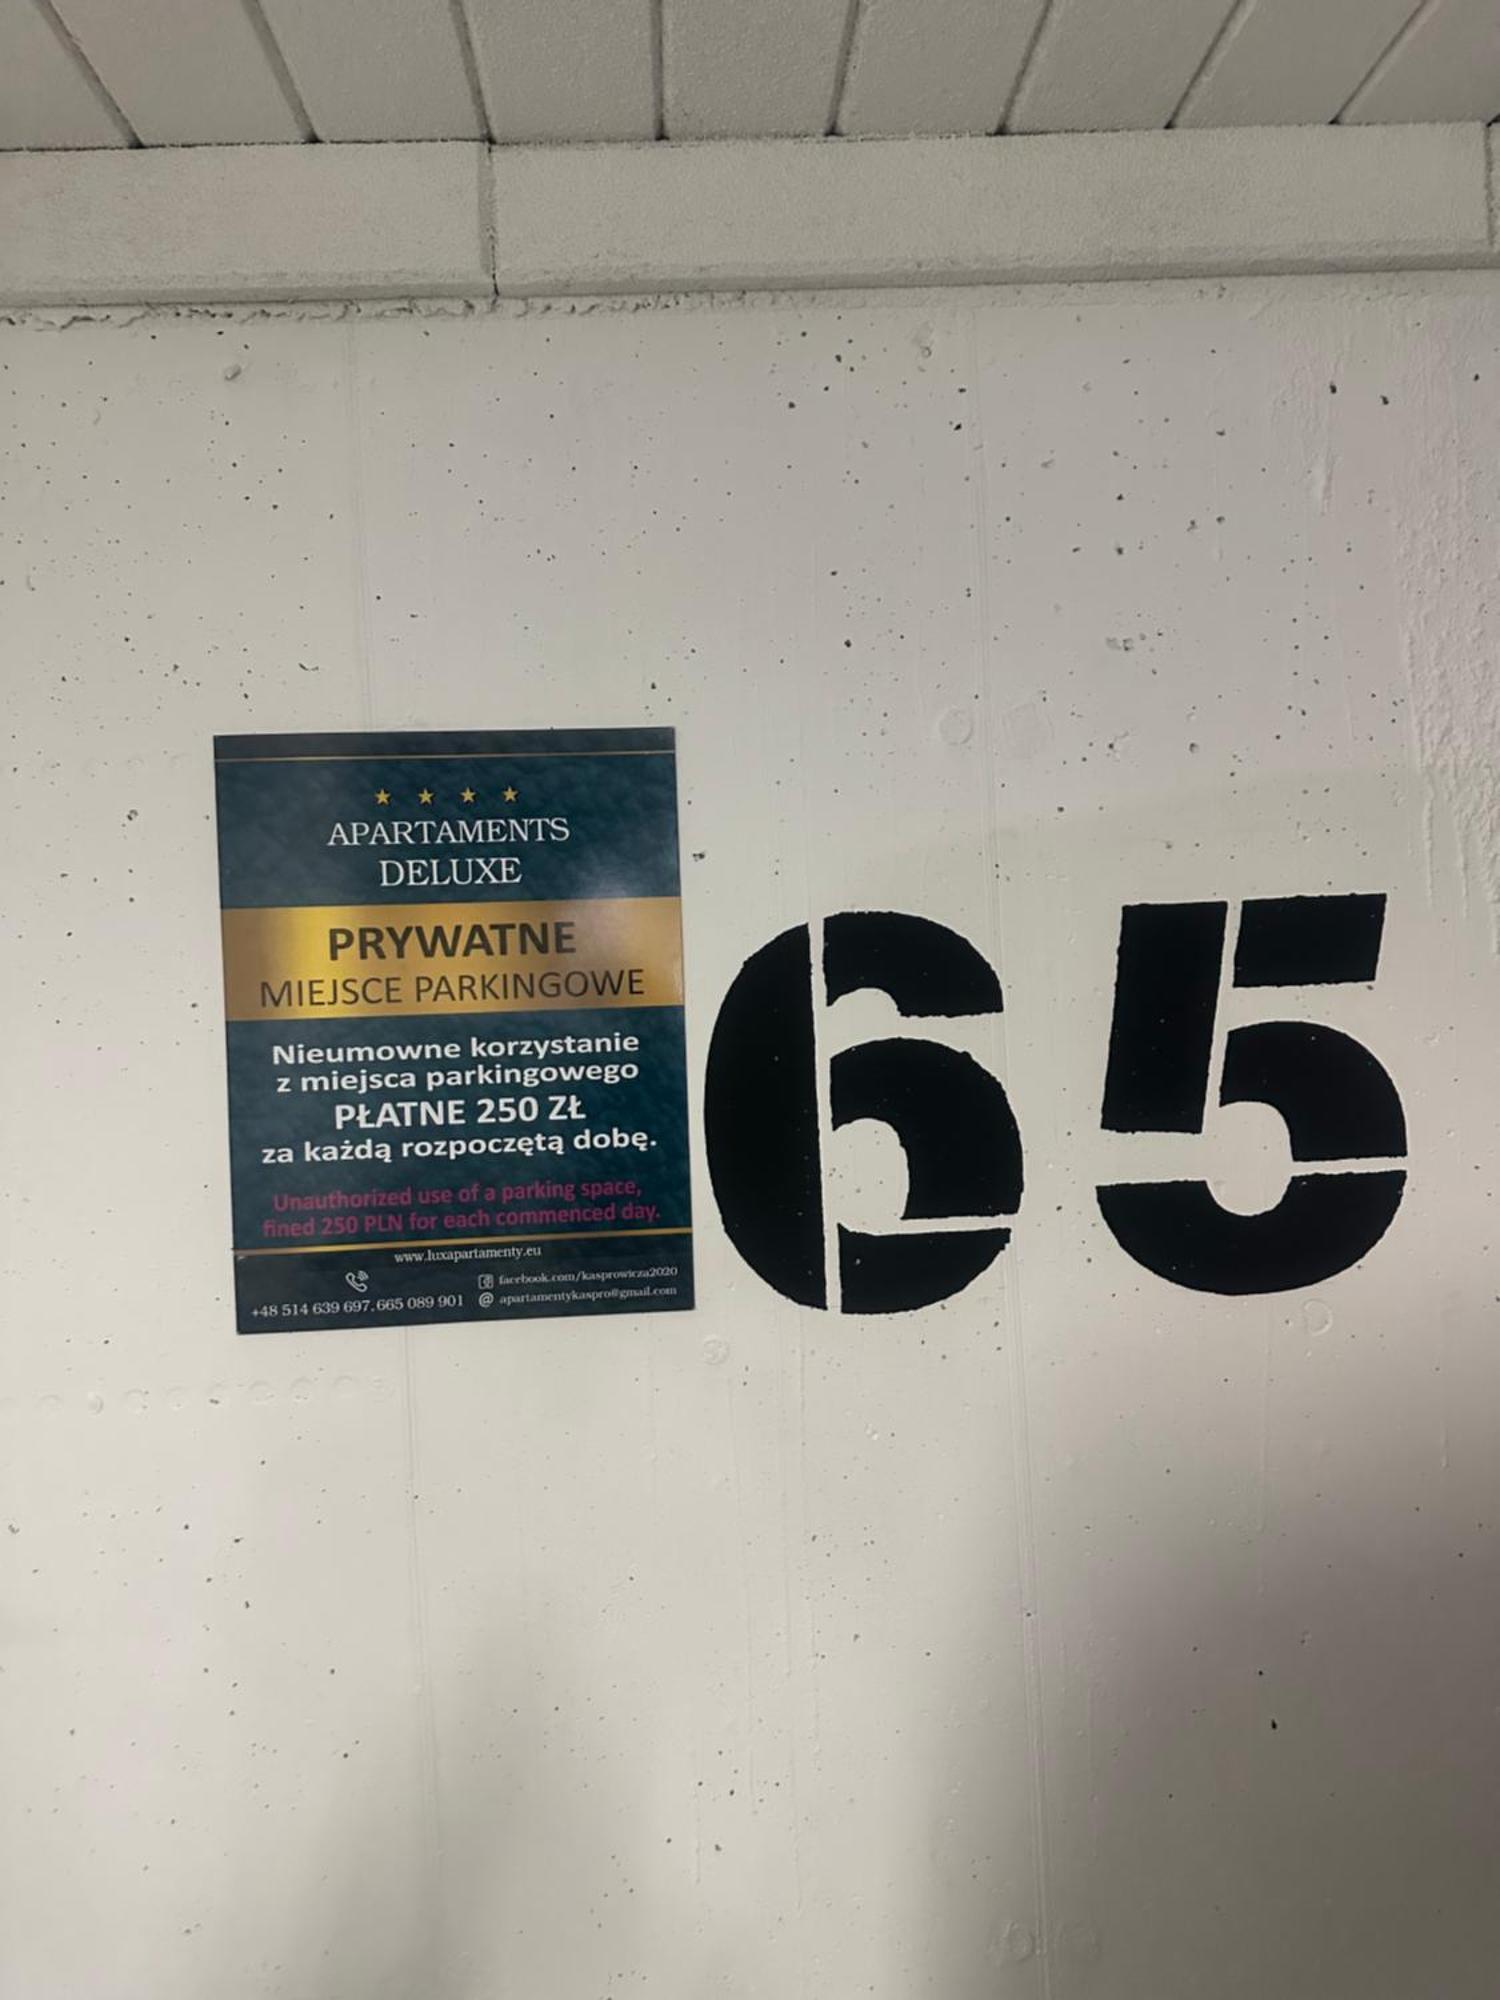 APARTAMENTS
DELUXE
PRYWATNE
MIEJSCE PARKINGOWE
Nieumowne korzystanie
z miejsca parkingowego
PŁATNE 250 ZŁ
za każdą rozpoczętą dobę.
Unauthorized use of a parking space,
fined 250 PLN for each commenced day.
www.luxapartamenty.eu
facebook.com/kasprowicza2020
+48 514 639 697, 665 089 901
@ apartamentykaspro@gmail.com
65